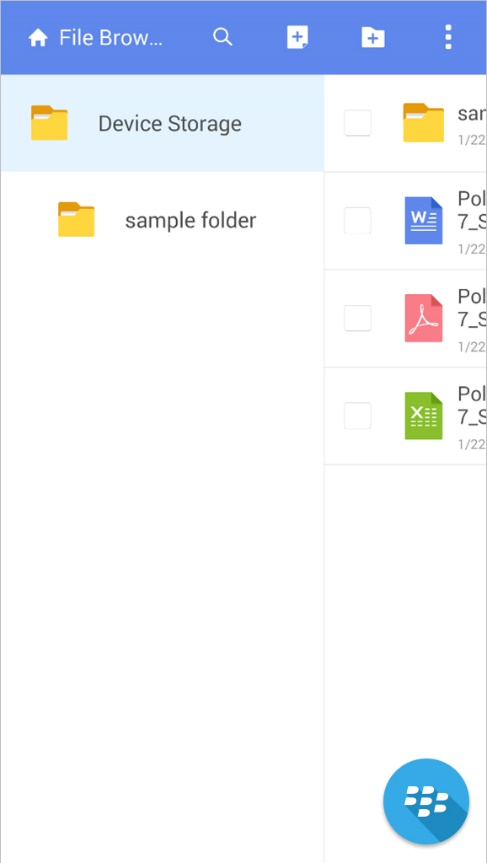 File Brow...
Device Storage
sample folder
1/22
Pol
7_S
1/22
Pol
7_S
1/22
Pol
7_S
1/22